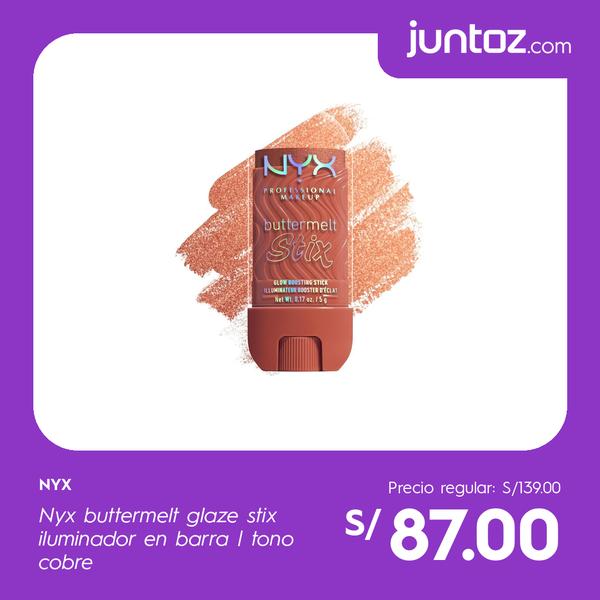 juntoz.com
NYX
PROFESSIONAL
MAKEUP
buttermelt
Stix
GLOW BOOSTING STICK
ILLUMINATEUR BOOSTER D'ÉCLAT
Net Wt. 0.17 oz. / 5 g
NYX
Nyx buttermelt glaze stix
iluminador en barra | tono
cobre
Precio regular: S/139.00
S/ 87.00